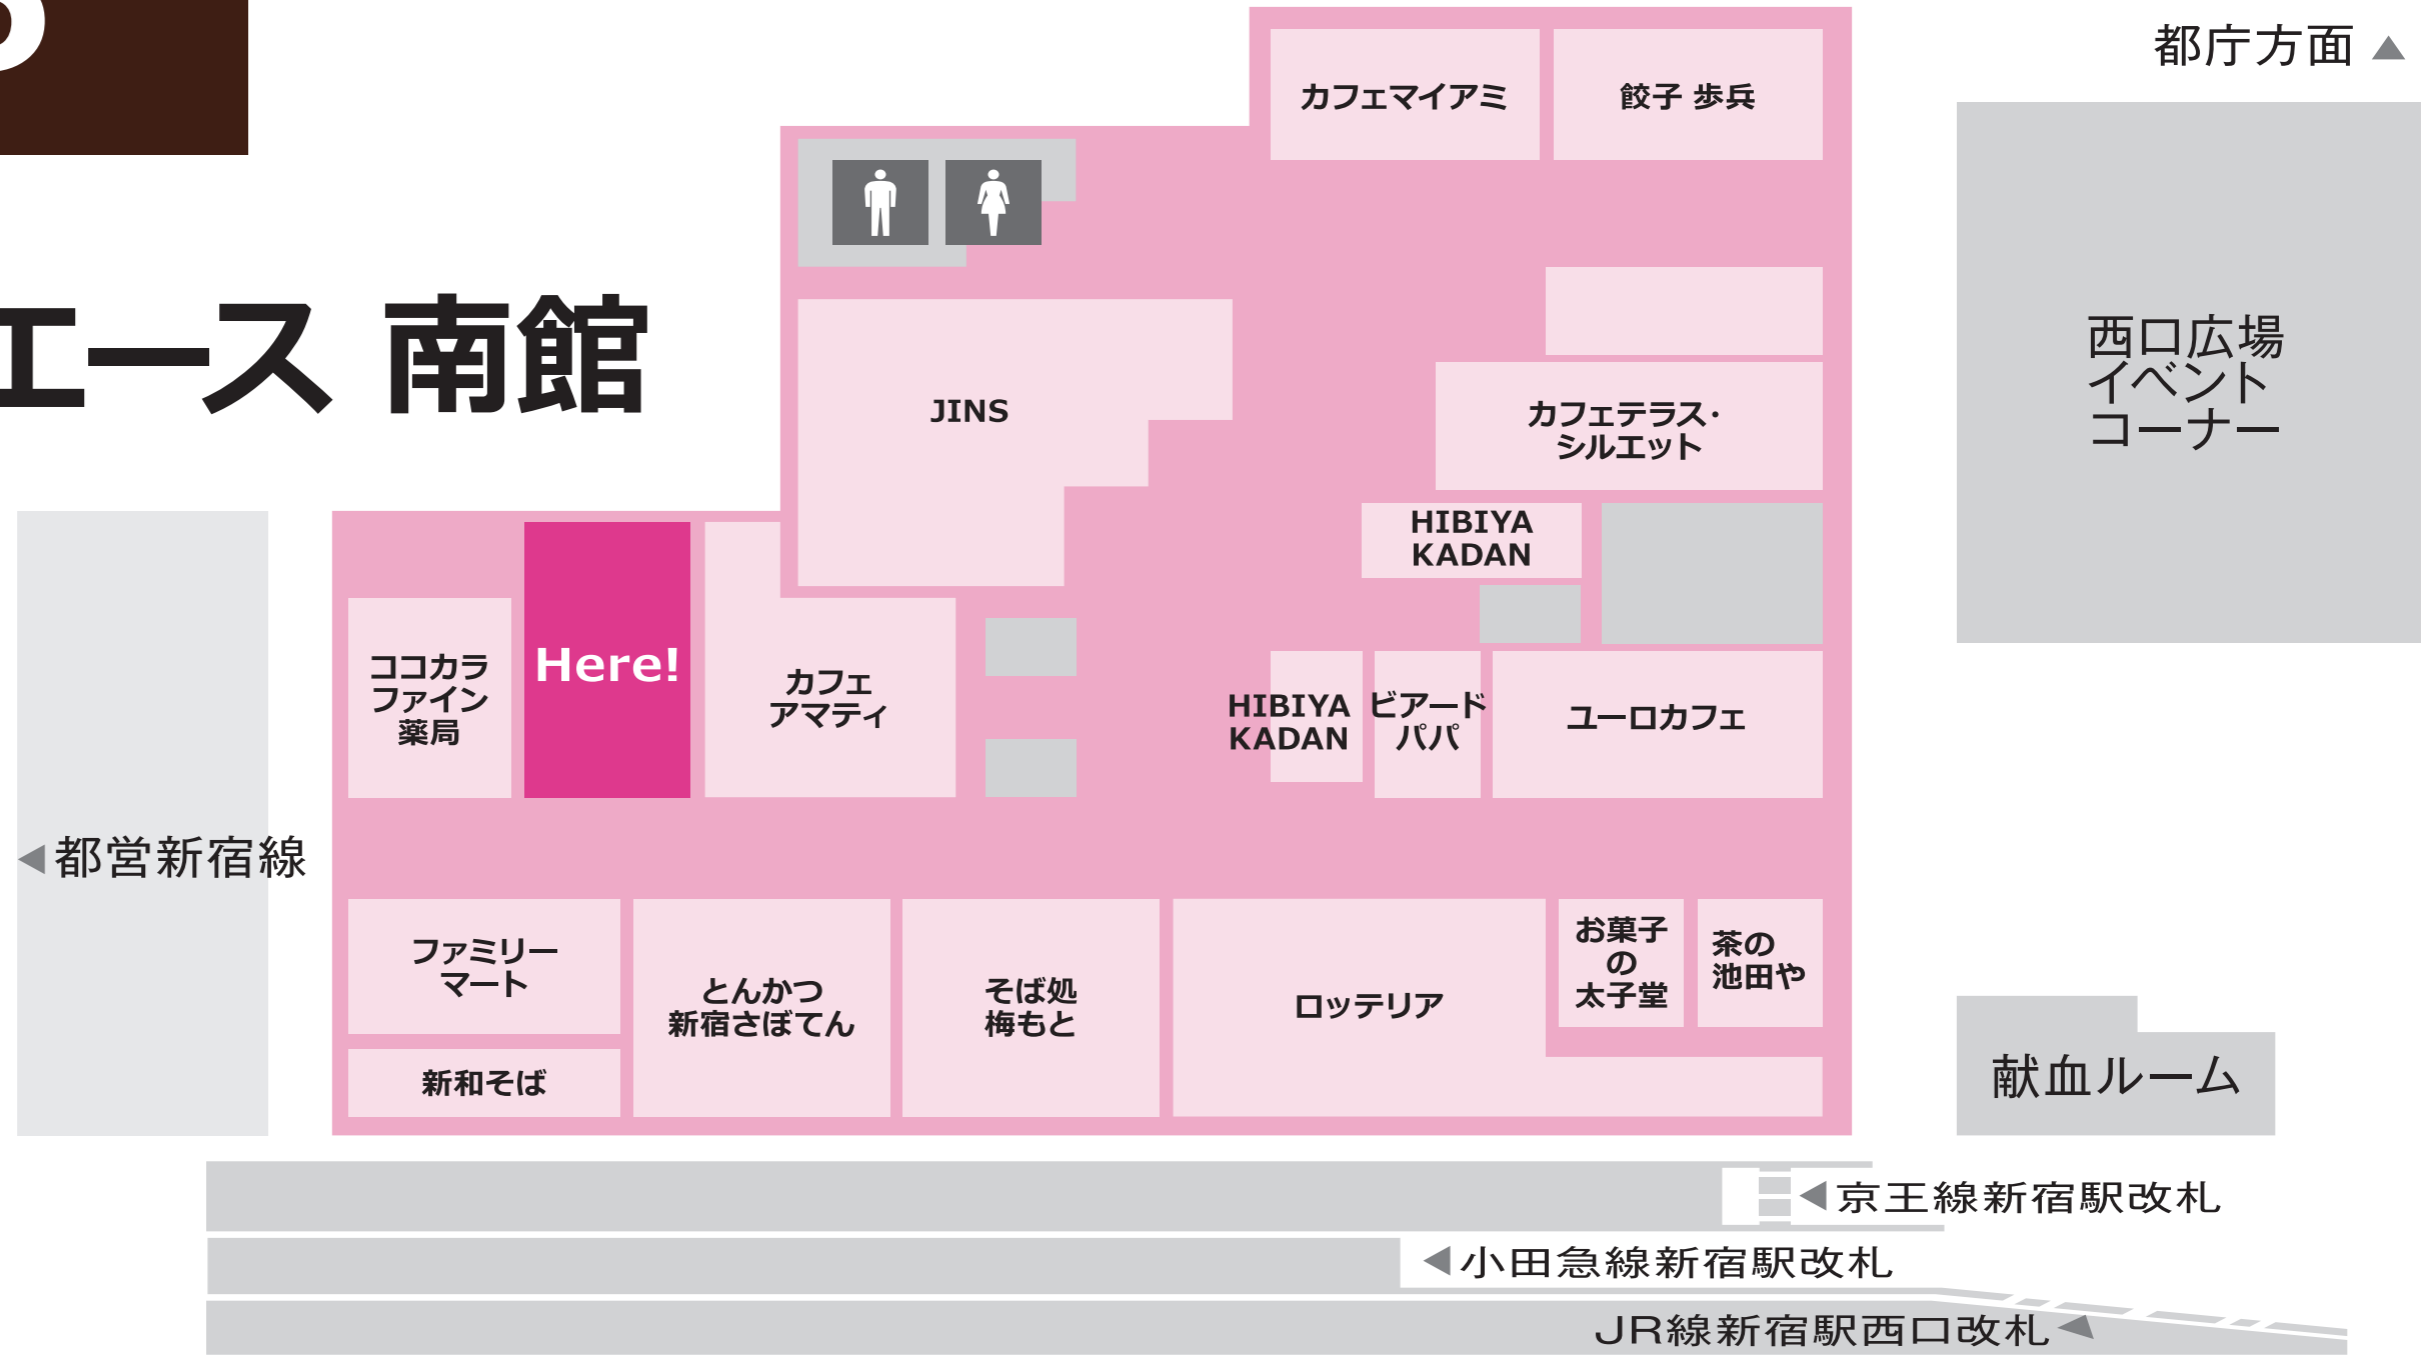 都庁方面
カフェマイアミ
餃子 歩兵
エース 南館
JINS
西口広場
イベント
コーナー
カフェテラス・
シルエット
HIBIYA
KADAN
ココカラ
ファイン
薬局
Here!
カフェ
アマティ
HIBIYA
KADAN
ビアード
パパ
ユーロカフェ
都営新宿線
ファミリー
マート
新和そば
とんかつ
新宿さぼてん
そば処
梅もと
ロッテリア
お菓子
の
太子堂
茶の
池田や
献血ルーム
京王線新宿駅改札
小田急線新宿駅改札
JR線新宿駅西口改札